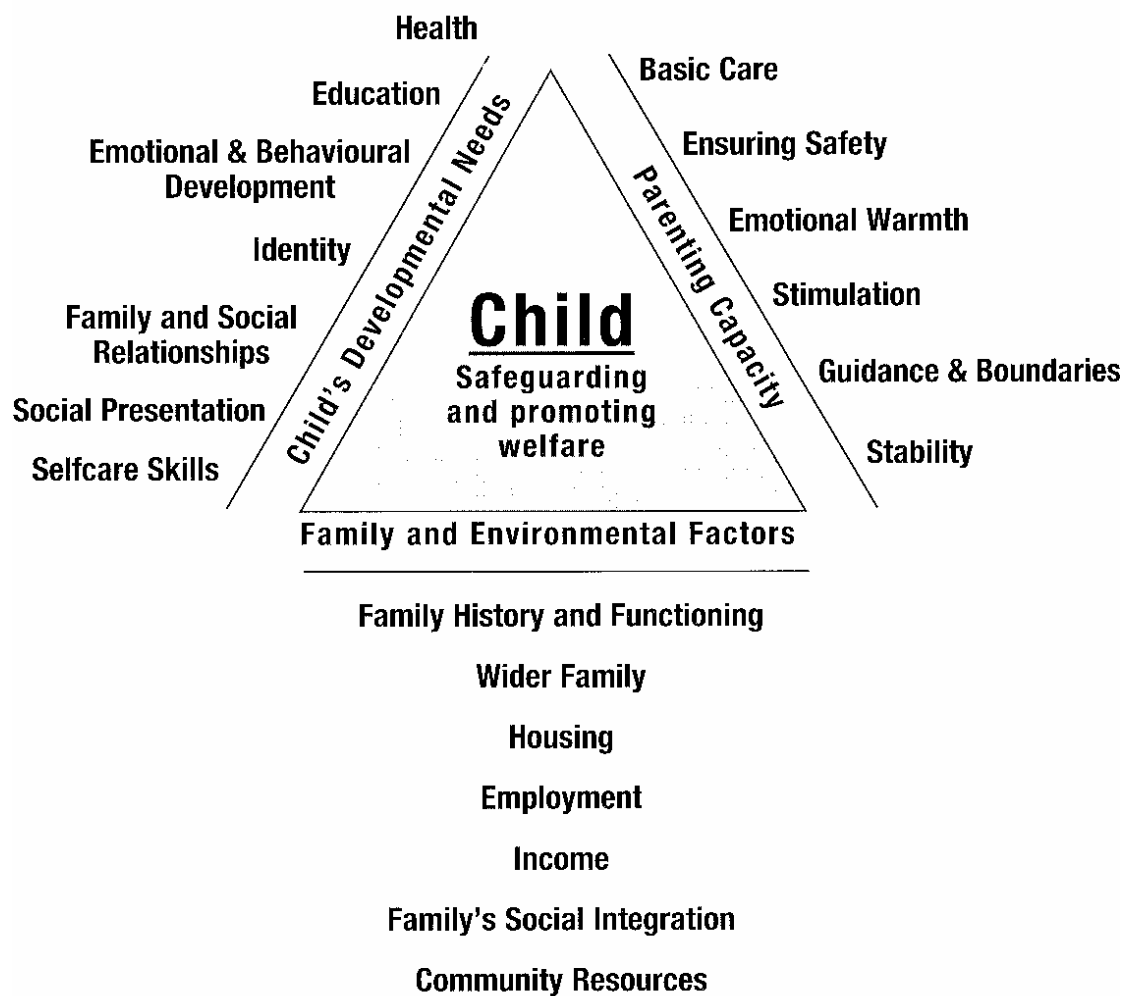 Health
Education
Emotional & Behavioural
Development
Identity
Family and Social
Relationships
Social Presentation
Selfcare Skills
Child's Developmental Needs
Basic Care
Ensuring Safety
Emotional Warmth
Stimulation
Guidance & Boundaries
Stability
Parenting Capacity
Child
Safeguarding
and promoting
welfare
Family and Environmental Factors
Family History and Functioning
Wider Family
Housing
Employment
Income
Family's Social Integration
Community Resources